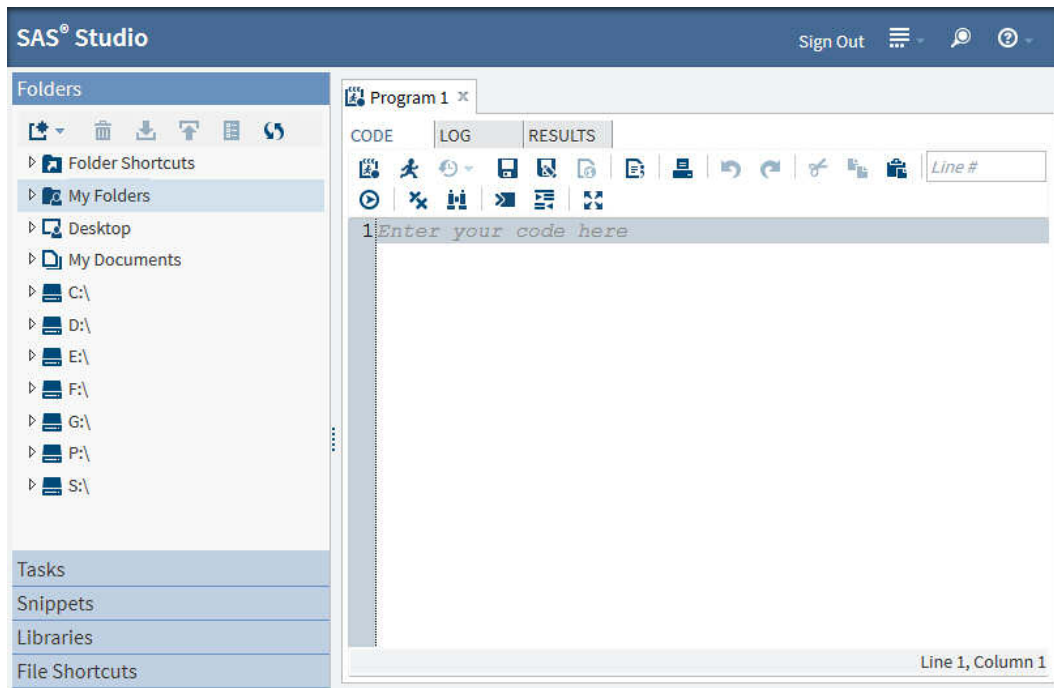 SAS® Studio
Sign Out
Folders
Folder Shortcuts
My Folders
Desktop
My Documents
C:\
D:\
E:\
F:\
G:\
P:\
S:\
Tasks
Snippets
Libraries
File Shortcuts
Program 1
CODE LOG RESULTS
Line #
1 Enter your code here
Line 1, Column 1